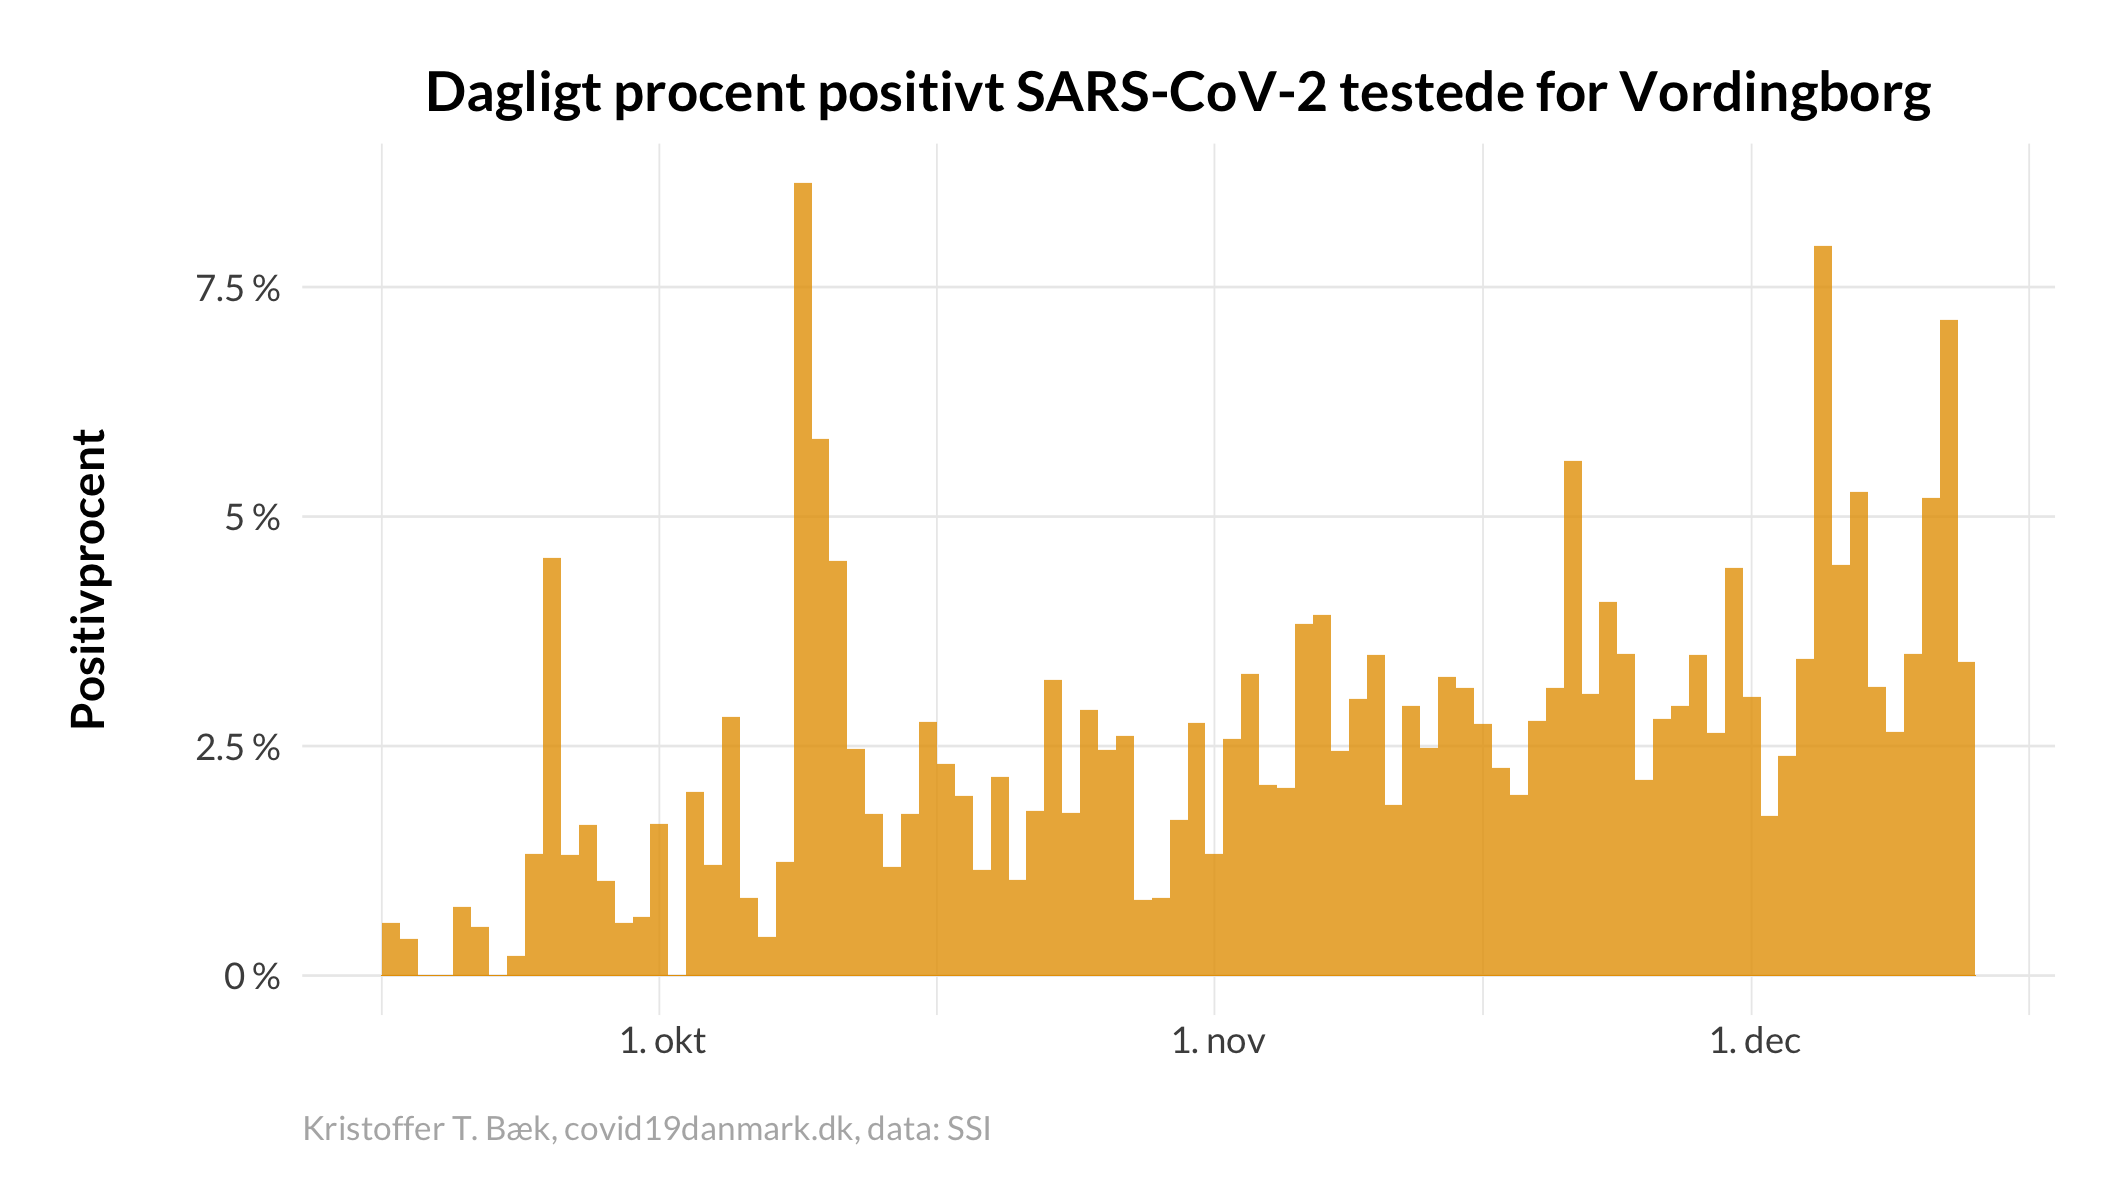 Dagligt procent positivt SARS-CoV-2 testede for Vordingborg
Positivprocent
7.5 %
5 %
2.5 %
0 %
1. okt
1. nov
1. dec
Kristoffer T. Bæk, covid19danmark.dk, data: SSI